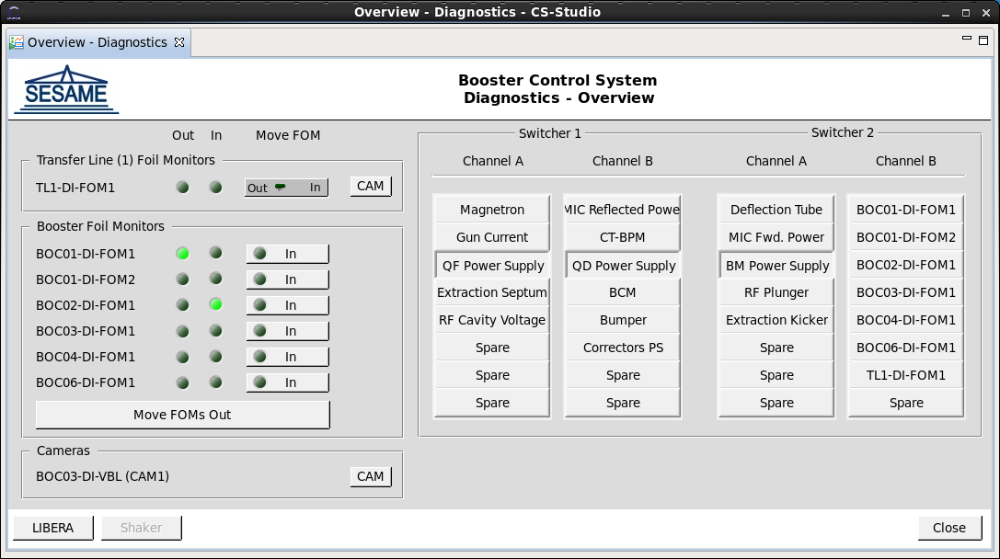 Overview - Diagnostics - CS-Studio
Overview - Diagnostics
SESAME
Booster Control System
Diagnostics - Overview
Out In Move FOM
Transfer Line (1) Foil Monitors
TL1-DI-FOM1 Out In CAM
Booster Foil Monitors
BOC01-DI-FOM1 In
BOC01-DI-FOM2 In
BOC02-DI-FOM1 In
BOC03-DI-FOM1 In
BOC04-DI-FOM1 In
BOC06-DI-FOM1 In
Move FOMs Out
Cameras
BOC03-DI-VBL (CAM1) CAM
Switcher 1
Channel A
Magnetron
Gun Current
QF Power Supply
Extraction Septum
RF Cavity Voltage
Spare
Spare
Spare
Channel B
MIC Reflected Powe
CT-BPM
QD Power Supply
BCM
Bumper
Correctors PS
Spare
Spare
Switcher 2
Channel A
Deflection Tube
MIC Fwd. Power
BM Power Supply
RF Plunger
Extraction Kicker
Spare
Spare
Spare
Channel B
BOC01-DI-FOM1
BOC01-DI-FOM2
BOC02-DI-FOM1
BOC03-DI-FOM1
BOC04-DI-FOM1
BOC06-DI-FOM1
TL1-DI-FOM1
Spare
LIBERA Shaker Close